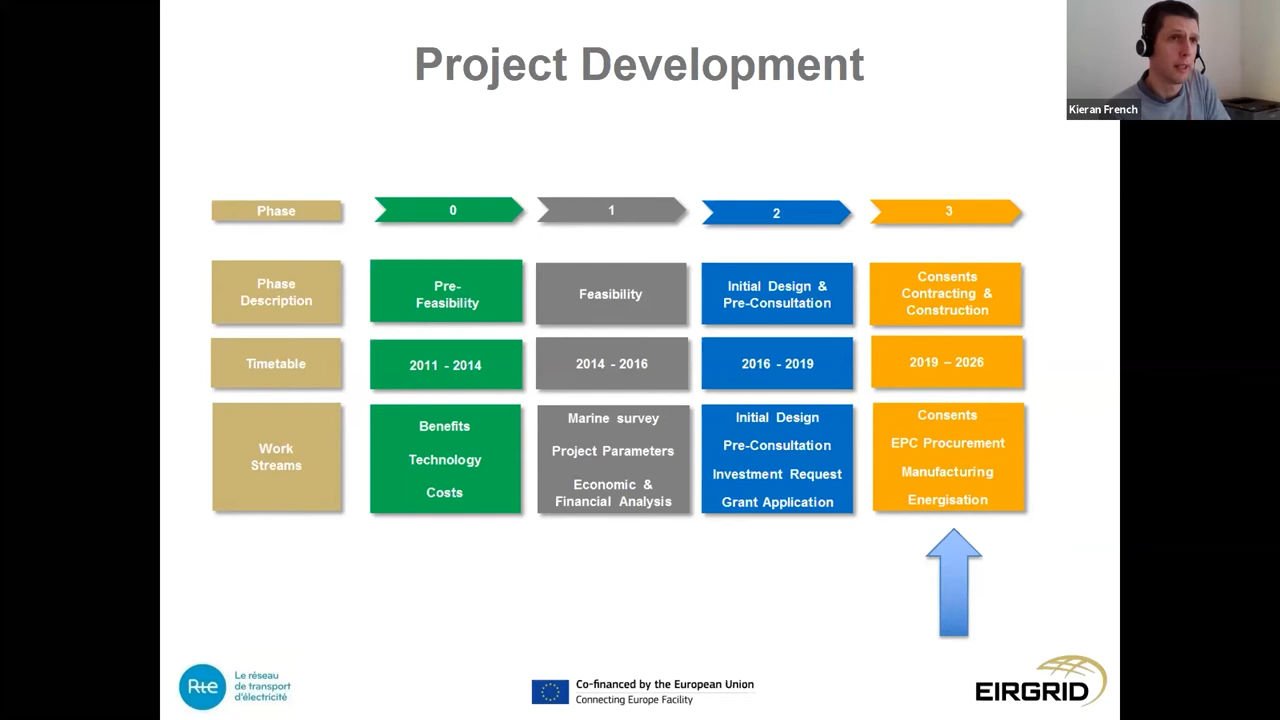 Project Development
Kieran French
Phase
0
1
2
3
Phase
Description
Pre-
Feasibility
Feasibility
Initial Design &
Pre-Consultation
Consents
Contracting &
Construction
Timetable
2011 - 2014
2014 - 2016
2016 - 2019
2019 – 2026
Work
Streams
Benefits
Technology
Costs
Marine survey
Project Parameters
Economic &
Financial Analysis
Initial Design
Pre-Consultation
Investment Request
Grant Application
Consents
EPC Procurement
Manufacturing
Energisation
Rte
Le réseau
de transport
d'électricité
Co-financed by the European Union
Connecting Europe Facility
EIRGRID